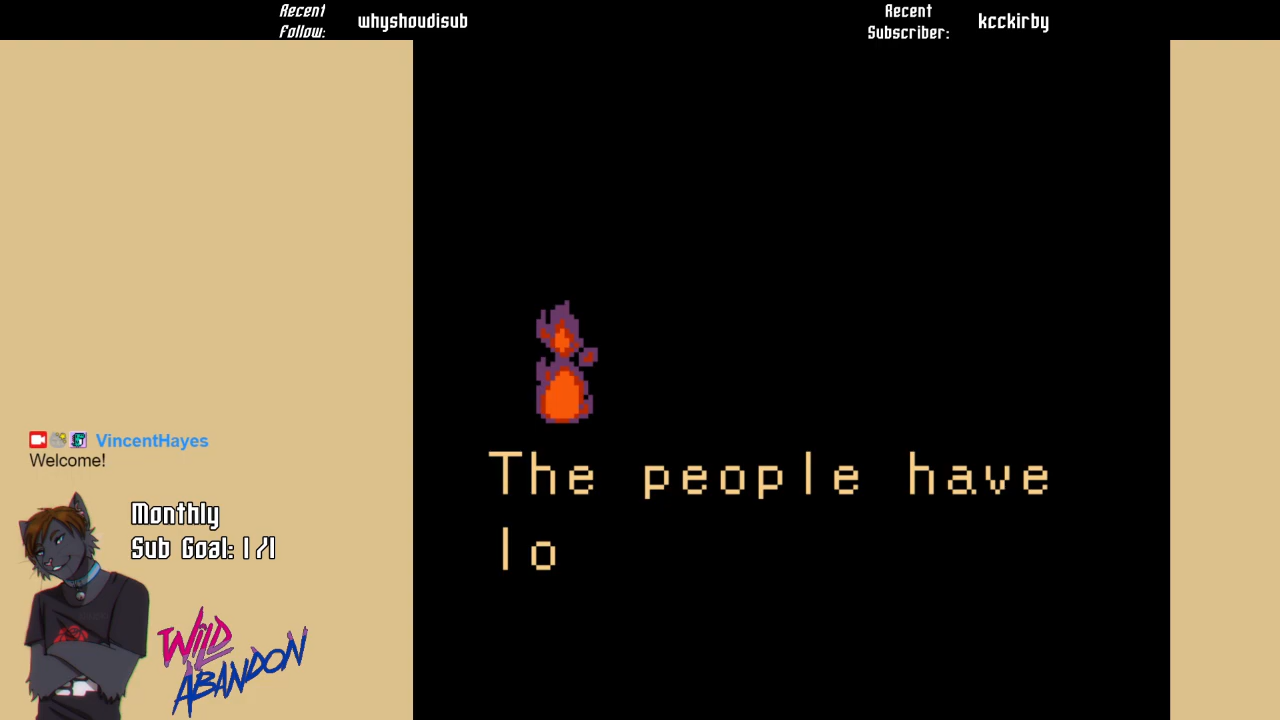 Recent
Follow:
whyshoudisub
Recent
Subscriber:
kcckirby
The people have
lo
VincentHayes
Welcome!
Monthly
Sub Goal: 1/1
WILD
ABANDON